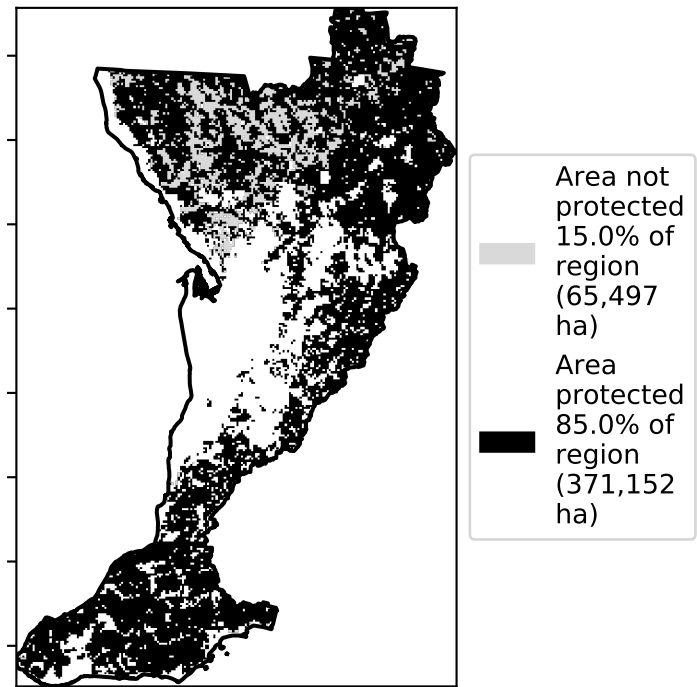 Area not
protected
15.0% of
region
(65,497
ha)
Area
protected
85.0% of
region
(371,152
ha)